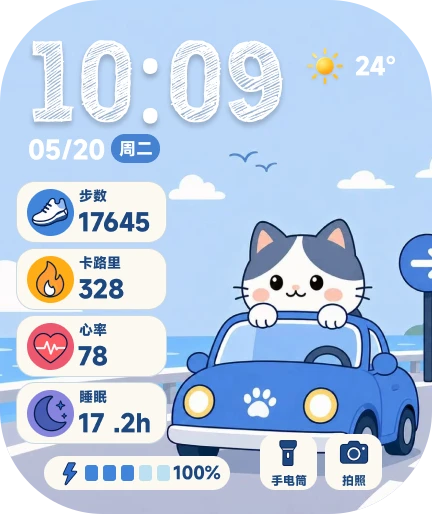 10:09
24°
05/20 周二
步数
17645
卡路里
328
心率
78
睡眠
17 .2h
100%
手电筒
拍照